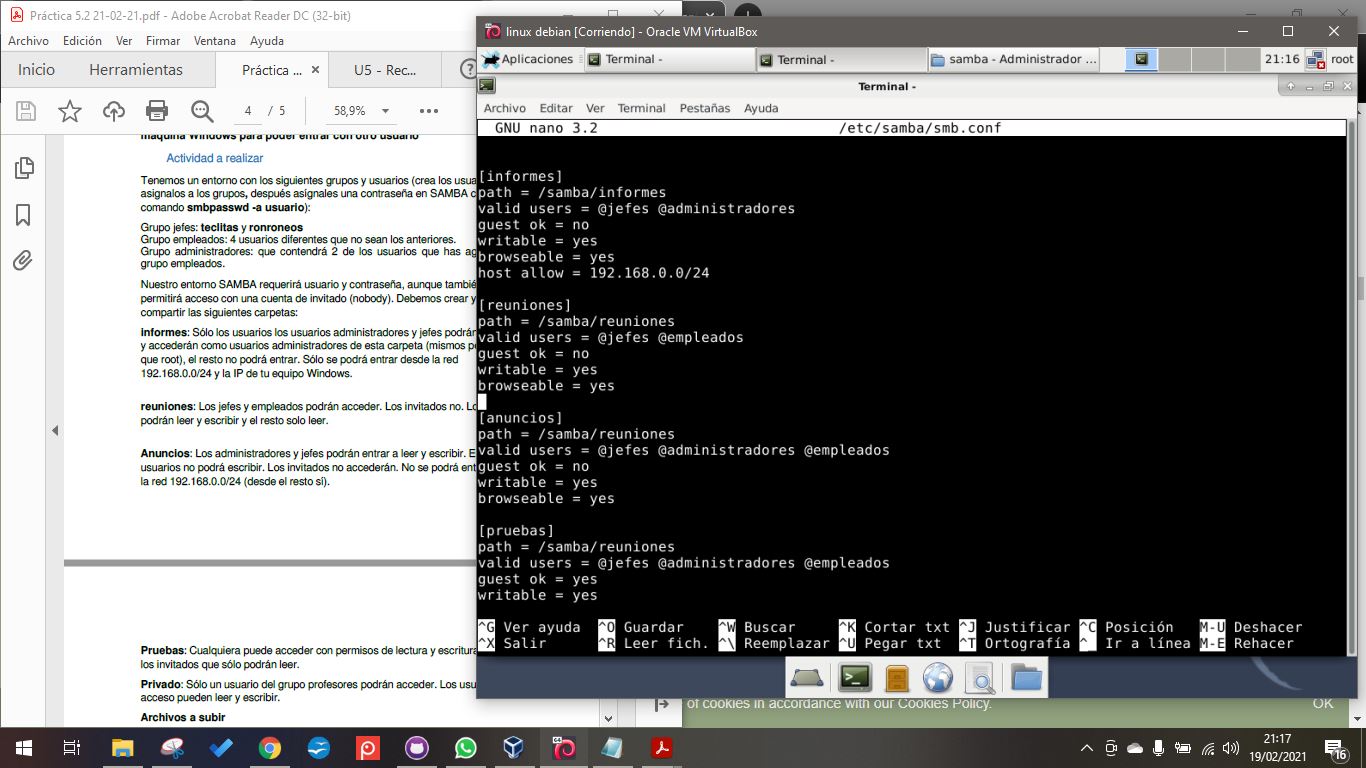 Práctica 5.2 21-02-21.pdf - Adobe Acrobat Reader DC (32-bit)
Archivo Edición Ver Firmar Ventana Ayuda
Inicio Herramientas Práctica ... × U5 - Rec...
4 / 5 58,9%
máquina Windows para poder entrar con otro usuario
Actividad a realizar
Tenemos un entorno con los siguientes grupos y usuarios (crea los usua
asignalos a los grupos, después asígnales una contraseña en SAMBA c
comando smbpasswd -a usuario):
Grupo jefes: teclitas y ronroneos
Grupo empleados: 4 usuarios diferentes que no sean los anteriores.
Grupo administradores: que contendrá 2 de los usuarios que has ag
grupo empleados.
Nuestro entorno SAMBA requerirá usuario y contraseña, aunque tambié
permitirá acceso con una cuenta de invitado (nobody). Debemos crear y
compartir las siguientes carpetas:
informes: Sólo los usuarios los usuarios administradores y jefes podrán
y accederán como usuarios administradores de esta carpeta (mismos pe
que root), el resto no podrá entrar. Sólo se podrá entrar desde la red
192.168.0.0/24 y la IP de tu equipo Windows.
reuniones: Los jefes y empleados podrán acceder. Los invitados no. Lo
podrán leer y escribir y el resto solo leer.
Anuncios: Los administradores y jefes podrán entrar a leer y escribir. E
usuarios no podrá escribir. Los invitados no accederán. No se podrá ent
la red 192.168.0.0/24 (desde el resto sí).
Pruebas: Cualquiera puede acceder con permisos de lectura y escritura
los invitados que sólo podrán leer.
Privado: Sólo un usuario del grupo profesores podrán acceder. Los usu
acceso pueden leer y escribir.
Archivos a subir
linux debian [Corriendo] - Oracle VM VirtualBox
Aplicaciones Terminal - Terminal - samba - Administrador ... 21:16 root
Terminal -
Archivo Editar Ver Terminal Pestañas Ayuda
GNU nano 3.2 /etc/samba/smb.conf
[informes]
path = /samba/informes
valid users = @jefes @administradores
guest ok = no
writable = yes
browseable = yes
host allow = 192.168.0.0/24
[reuniones]
path = /samba/reuniones
valid users = @jefes @empleados
guest ok = no
writable = yes
browseable = yes
[anuncios]
path = /samba/reuniones
valid users = @jefes @administradores @empleados
guest ok = no
writable = yes
browseable = yes
[pruebas]
path = /samba/reuniones
valid users = @jefes @administradores @empleados
guest ok = yes
writable = yes
^G Ver ayuda ^O Guardar ^W Buscar ^K Cortar txt ^J Justificar ^C Posición M-U Deshacer
^X Salir ^R Leer fich. ^\ Reemplazar ^U Pegar txt ^T Ortografía ^_ Ir a línea M-E Rehacer
of cookies in accordance with our Cookies Policy. OK
21:17
19/02/2021
16